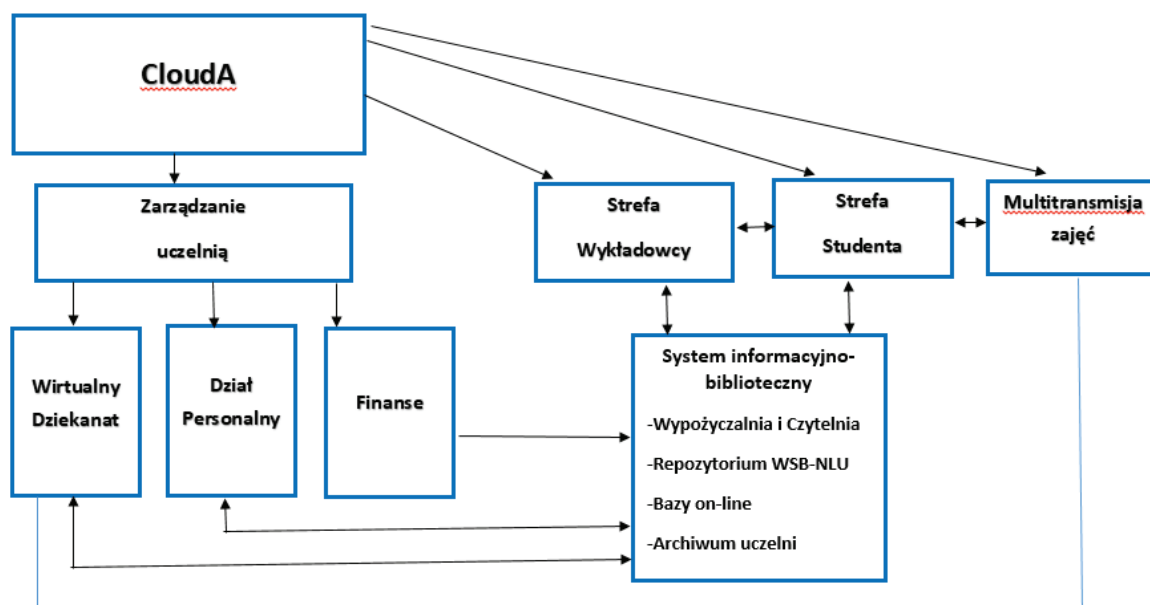 CloudA
Zarządzanie
uczelnią
Strefa
Wykładowcy
Strefa
Studenta
Multitransmisja
zajęć
Wirtualny
Dziekanat
Dział
Personalny
Finanse
System informacyjno-
biblioteczny
-Wypożyczalnia i Czytelnia
-Repozytorium WSB-NLU
-Bazy on-line
-Archiwum uczelni